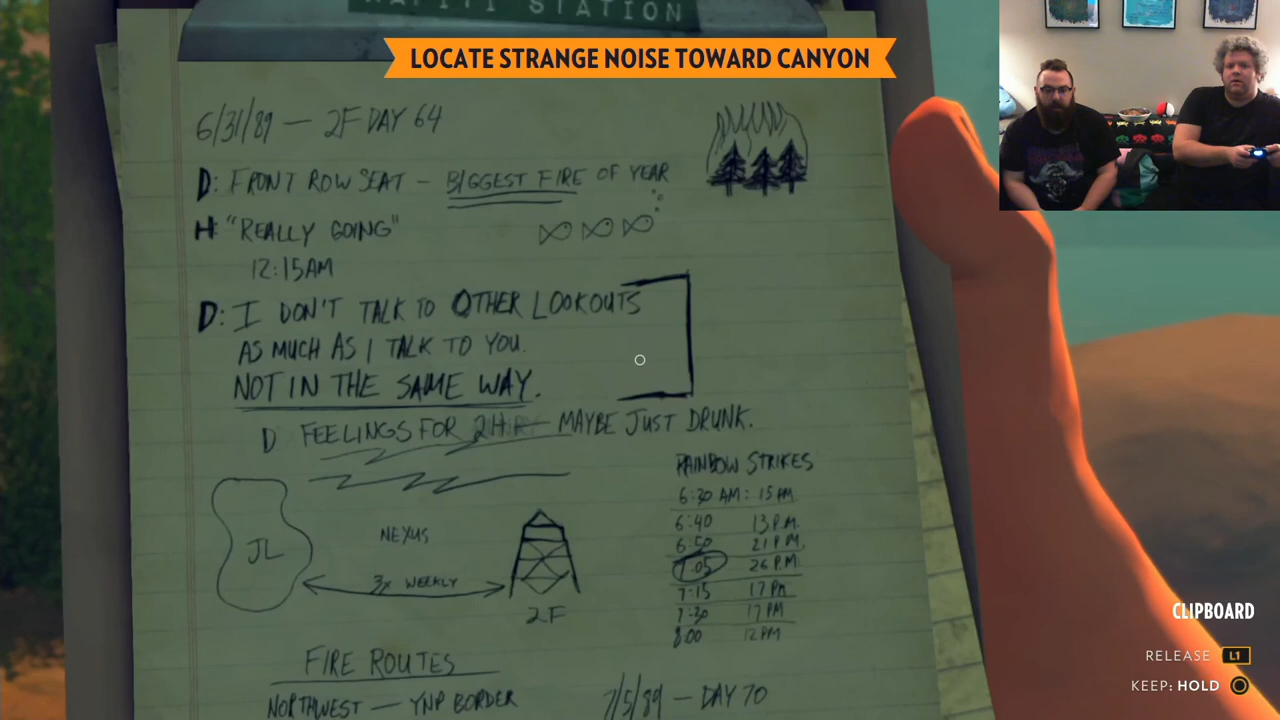 WAPITI STATION
LOCATE STRANGE NOISE TOWARD CANYON
6/31/89 — 2F DAY 64
D: FRONT ROW SEAT — BIGGEST FIRE OF YEAR
H: "REALLY GOING"
12:15AM
D: I DON'T TALK TO OTHER LOOKOUTS
AS MUCH AS I TALK TO YOU.
NOT IN THE SAME WAY.
D FEELINGS FOR MAYBE JUST DRUNK.
RAINBOW STRIKES
6:30 AM: 15 PM
6:40 13 P.M.
6:50 21 P.M.
7:05 26 P.M
7:15 17 PM
7:30 17 PM
8:00 12 PM
JL
NEXUS
3x WEEKLY
2F
FIRE ROUTES
NORTHWEST — YNP BORDER
7/5/89 — DAY 70
CLIPBOARD
RELEASE L1
KEEP: HOLD